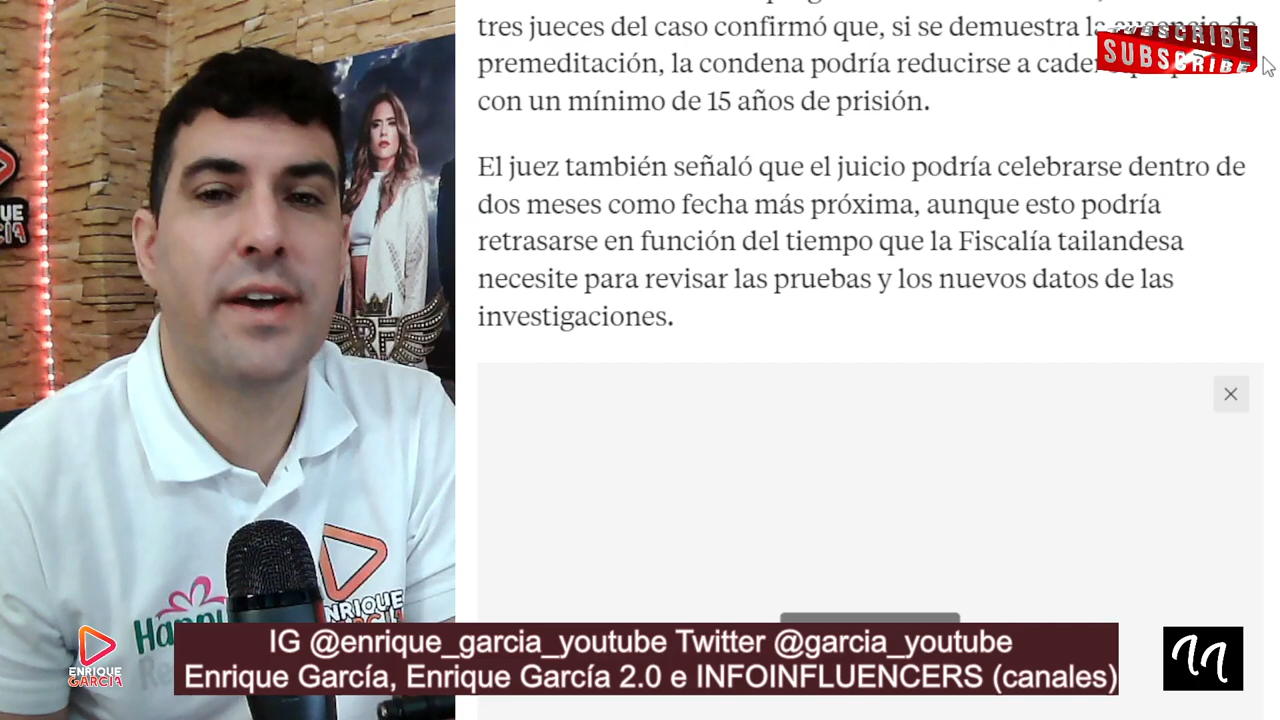 tres jueces del caso confirmó que, si se demuestra la ausencia de
premeditación, la condena podría reducirse a
con un mínimo de 15 años de prisión.
El juez también señaló que el juicio podría celebrarse dentro de
dos meses como fecha más próxima, aunque esto podría
retrasarse en función del tiempo que la Fiscalía tailandesa
necesite para revisar las pruebas y los nuevos datos de las
investigaciones.
SUBSCRIBE
SUBSCRIBE
RF
ENRIQUE
GARCÍA
IG @enrique_garcia_youtube Twitter @garcia_youtube
Enrique García, Enrique García 2.0 e INFOINFLUENCERS (canales)